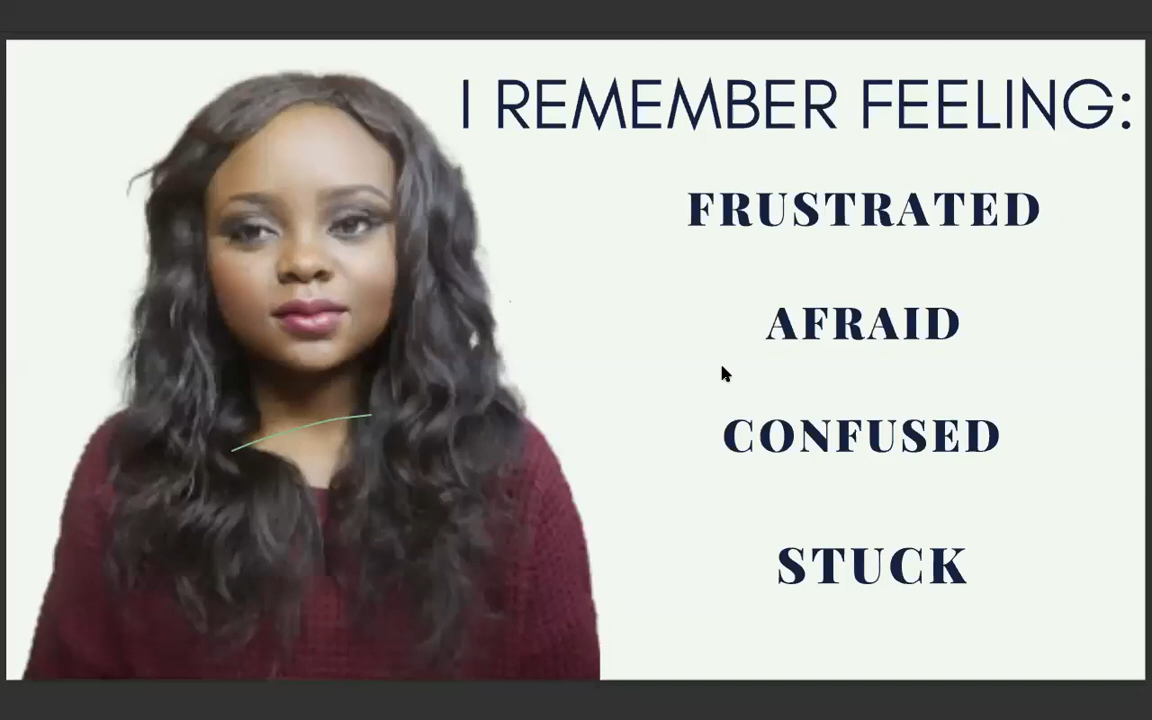 I REMEMBER FEELING:
FRUSTRATED
AFRAID
CONFUSED
STUCK